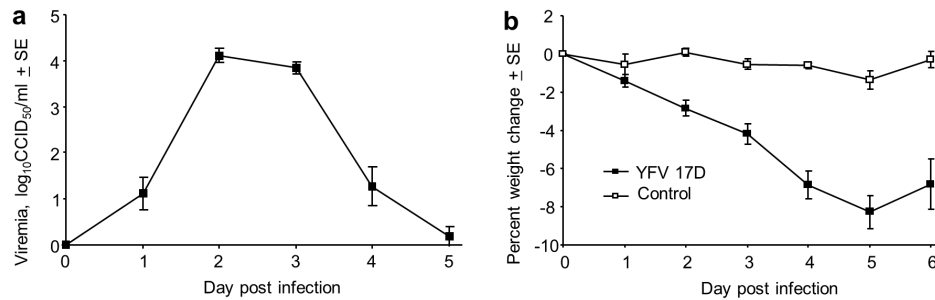 a
Viremia, log10CCID50/ml ± SE
5
4
3
2
1
0
0 1 2 3 4 5
Day post infection
b
Percent weight change ± SE
2
0
-2
-4
-6
-8
-10
YFV 17D
Control
0 1 2 3 4 5 6
Day post infection